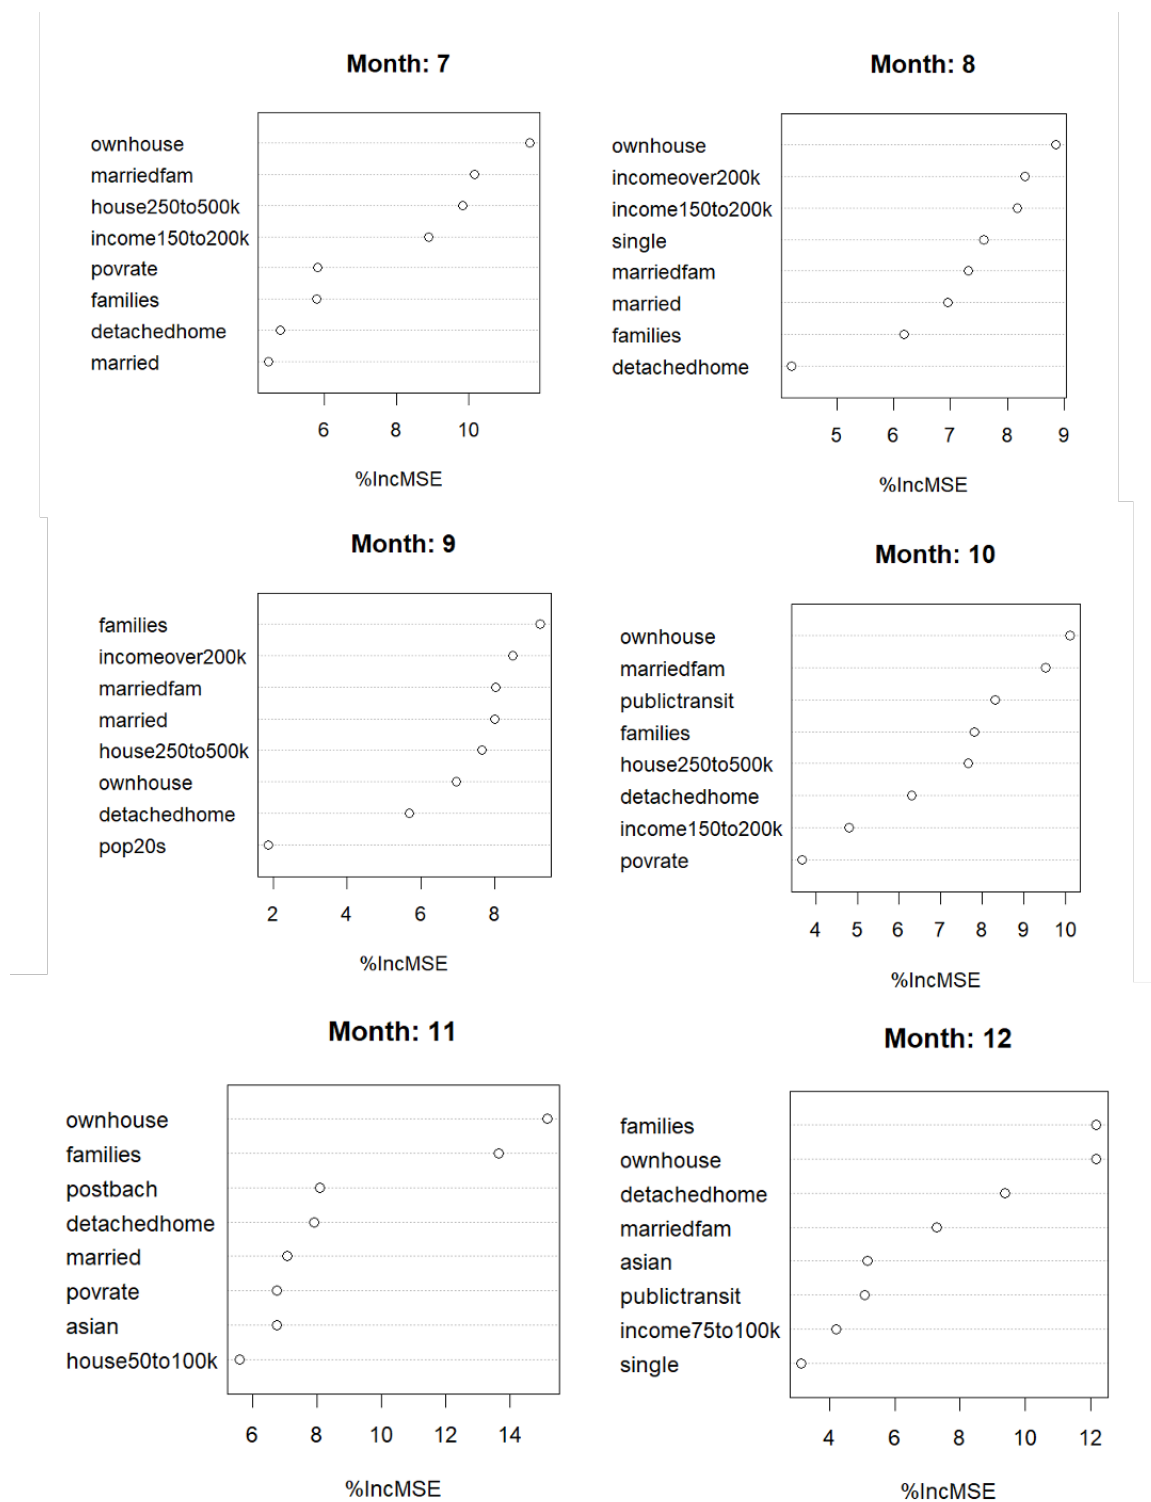 Month: 7
ownhouse
marriedfam
house250to500k
income150to200k
povrate
families
detachedhome
married
6 8 10
%IncMSE
Month: 8
ownhouse
incomeover200k
income150to200k
single
marriedfam
married
families
detachedhome
5 6 7 8 9
%IncMSE
Month: 9
families
incomeover200k
marriedfam
married
house250to500k
ownhouse
detachedhome
pop20s
2 4 6 8
%IncMSE
Month: 10
ownhouse
marriedfam
publictransit
families
house250to500k
detachedhome
income150to200k
povrate
4 5 6 7 8 9 10
%IncMSE
Month: 11
ownhouse
families
postbach
detachedhome
married
povrate
asian
house50to100k
6 8 10 12 14
%IncMSE
Month: 12
families
ownhouse
detachedhome
marriedfam
asian
publictransit
income75to100k
single
4 6 8 10 12
%IncMSE